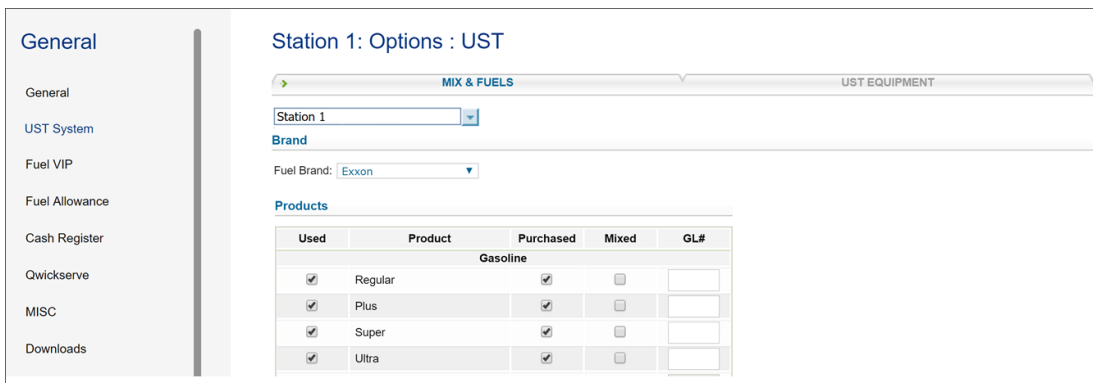 General
General
UST System
Fuel VIP
Fuel Allowance
Cash Register
Qwickserve
MISC
Downloads
Station 1: Options : UST
MIX & FUELS UST EQUIPMENT
Station 1
Brand
Fuel Brand: Exxon
Products
Used Product Purchased Mixed GL#
Gasoline
Regular
Plus
Super
Ultra